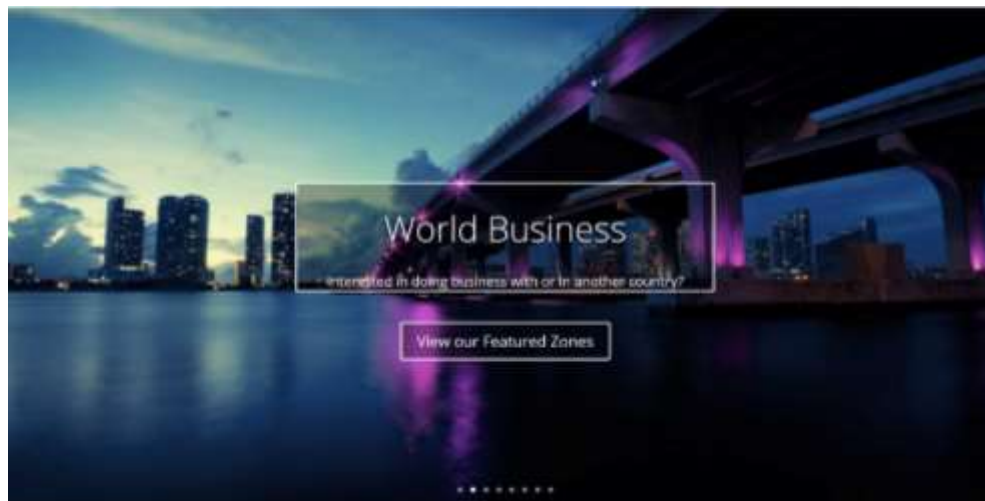 World Business
Interested in doing business with or in another country?
View our Featured Zones